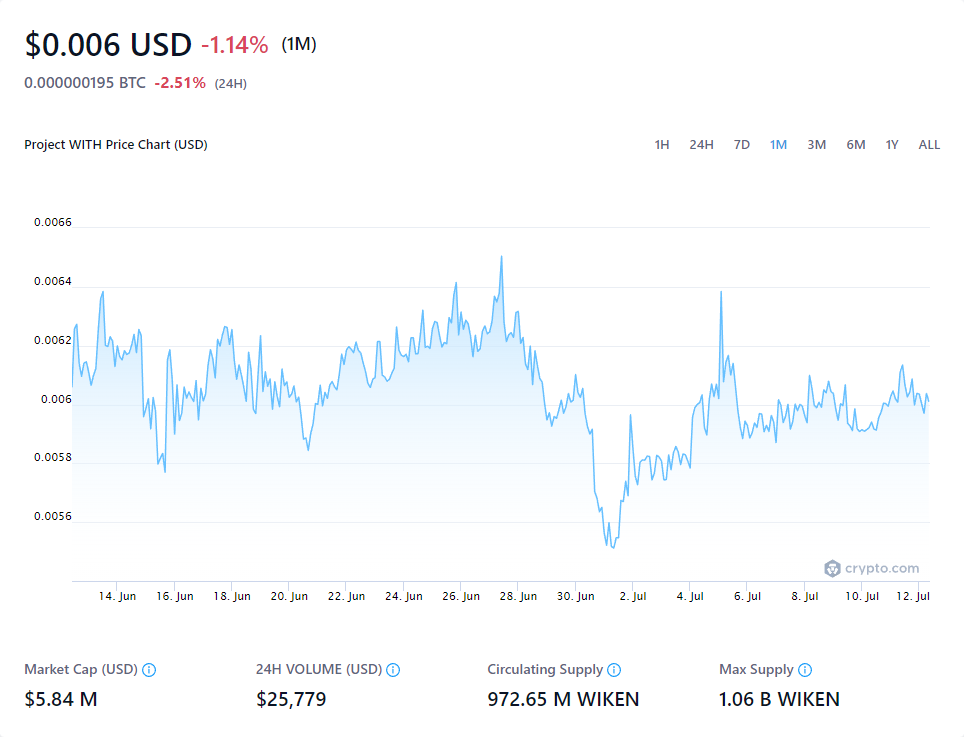 $0.006 USD -1.14% (1M)
0.000000195 BTC -2.51% (24H)
Project WITH Price Chart (USD)
1H 24H 7D 1M 3M 6M 1Y ALL
0.0066
0.0064
0.0062
0.006
0.0058
0.0056
crypto.com
14. Jun 16. Jun 18. Jun 20. Jun 22. Jun 24. Jun 26. Jun 28. Jun 30. Jun 2. Jul 4. Jul 6. Jul 8. Jul 10. Jul 12. Jul
Market Cap (USD) 24H VOLUME (USD) Circulating Supply Max Supply
$5.84 M $25,779 972.65 M WIKEN 1.06 B WIKEN